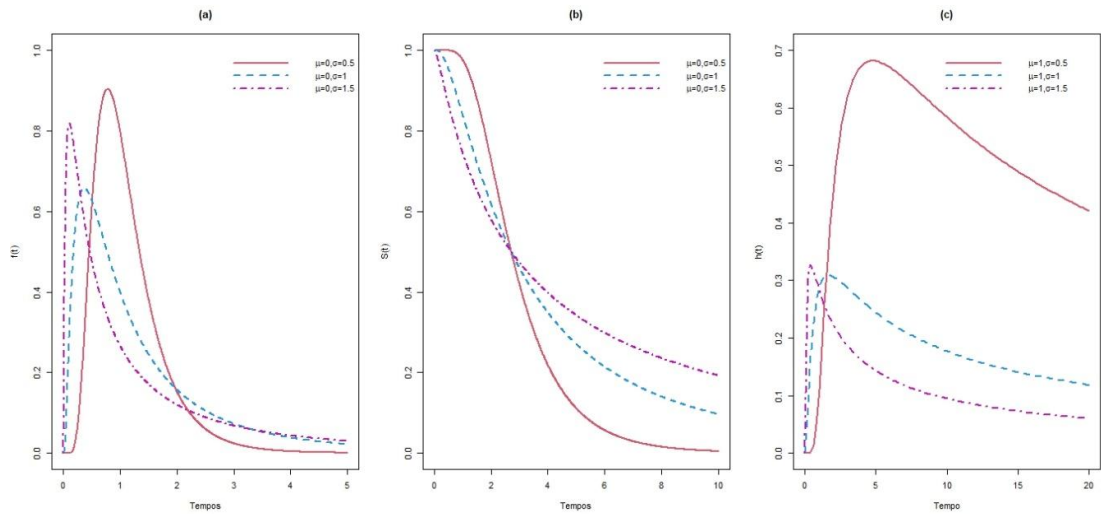 (a)
f(t)
1.0
0.8
0.6
0.4
0.2
0.0
μ=0,σ=0.5
μ=0,σ=1
μ=0,σ=1.5
0 1 2 3 4 5
Tempos
(b)
S(t)
1.0
0.8
0.6
0.4
0.2
0.0
μ=0,σ=0.5
μ=0,σ=1
μ=0,σ=1.5
0 2 4 6 8 10
Tempos
(c)
h(t)
0.7
0.6
0.5
0.4
0.3
0.2
0.1
0.0
μ=1,σ=0.5
μ=1,σ=1
μ=1,σ=1.5
0 5 10 15 20
Tempo